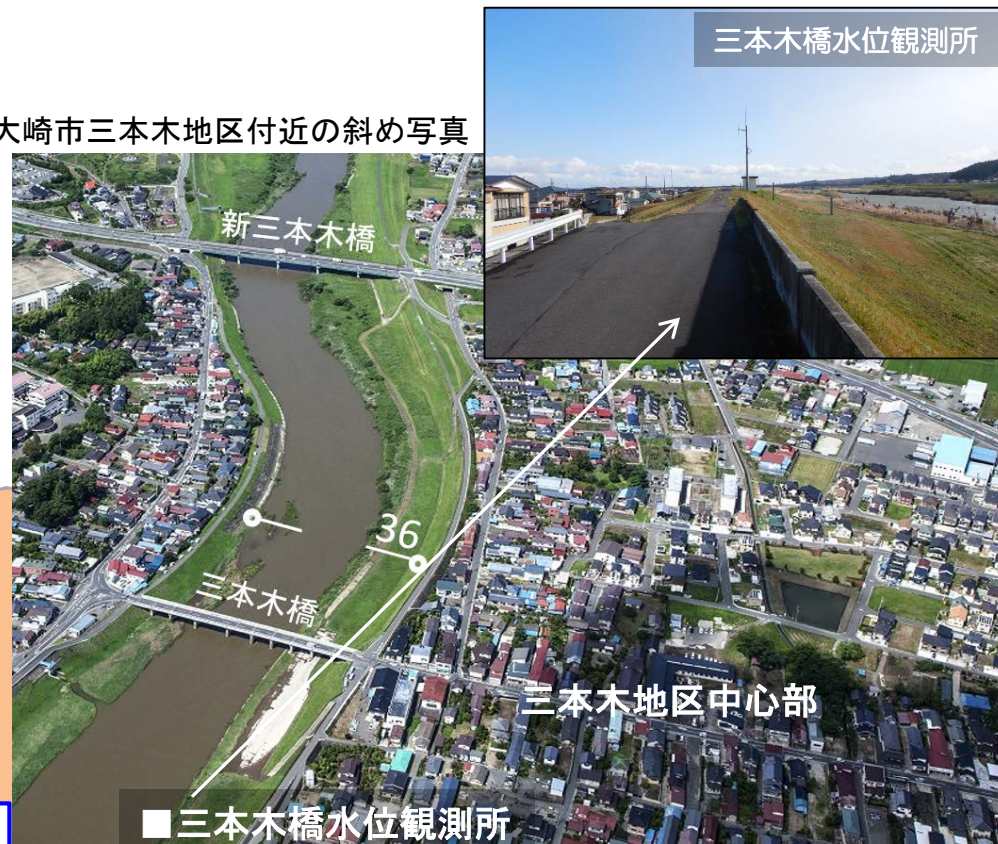 三本木橋水位観測所
大崎市三本木地区付近の斜め写真
新三本木橋
36
三本木橋
三本木地区中心部
■三本木橋水位観測所